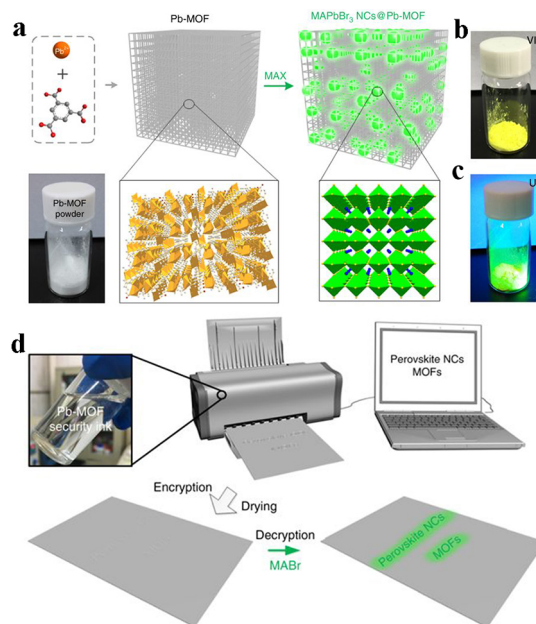 a
Pb-MOF
MAPbBr₃ NCs@Pb-MOF
b
VI
Pb²⁺
+
MAX
c
U
Pb-MOF
powder
d
Pb-MOF
security ink
Perovskite NCs
MOFs
Encryption
Drying
Decryption
MABr
Perovskite NCs
MOFs